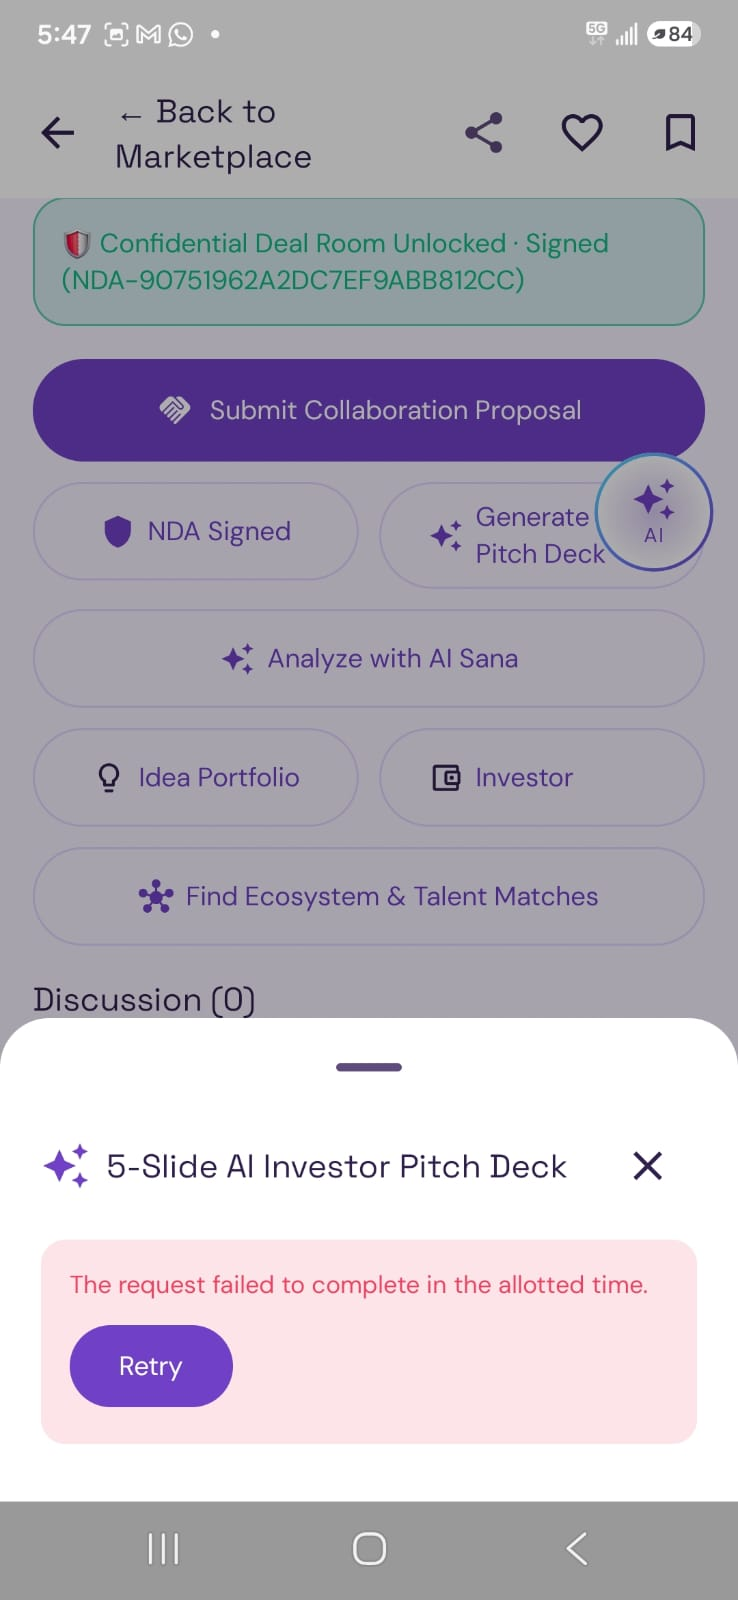 5:47
5G
84
← Back to
Marketplace
Confidential Deal Room Unlocked · Signed
(NDA-90751962A2DC7EF9ABB812CC)
Submit Collaboration Proposal
NDA Signed
Generate
Pitch Deck
AI
Analyze with AI Sana
Idea Portfolio
Investor
Find Ecosystem & Talent Matches
Discussion (0)
5-Slide AI Investor Pitch Deck
The request failed to complete in the allotted time.
Retry